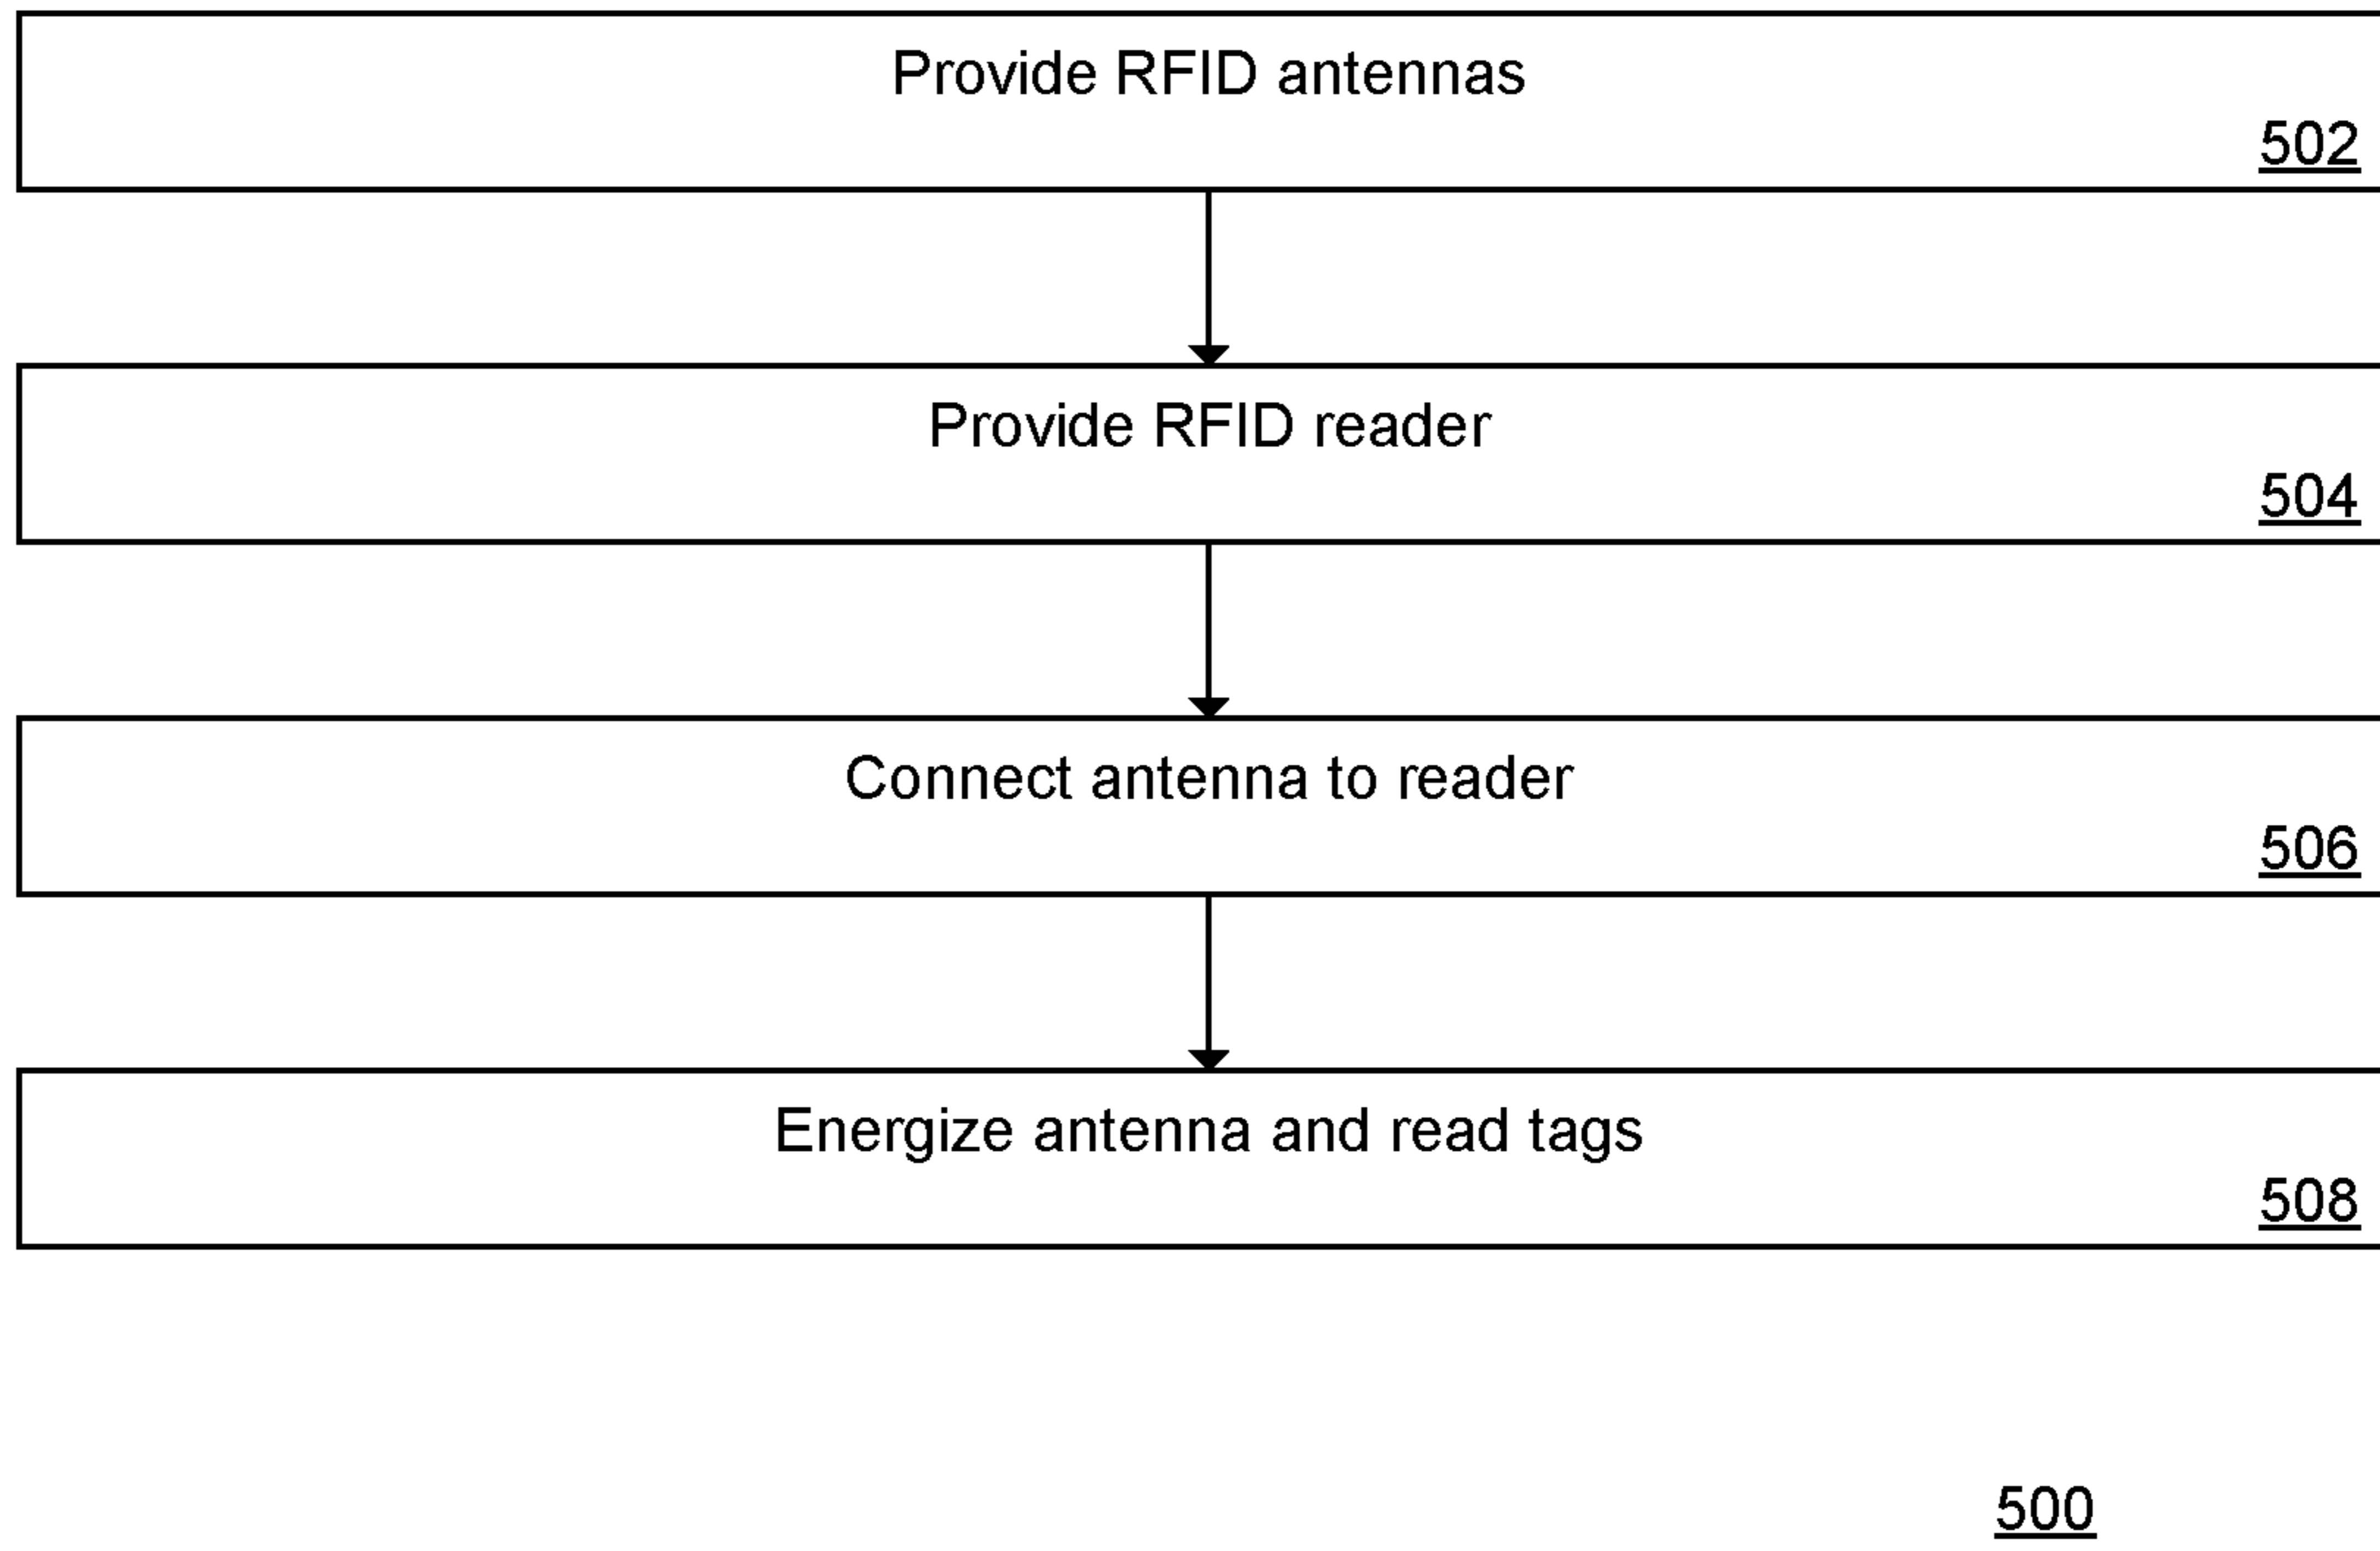 Provide RFID antennas
502
Provide RFID reader
504
Connect antenna to reader
506
Energize antenna and read tags
508
500